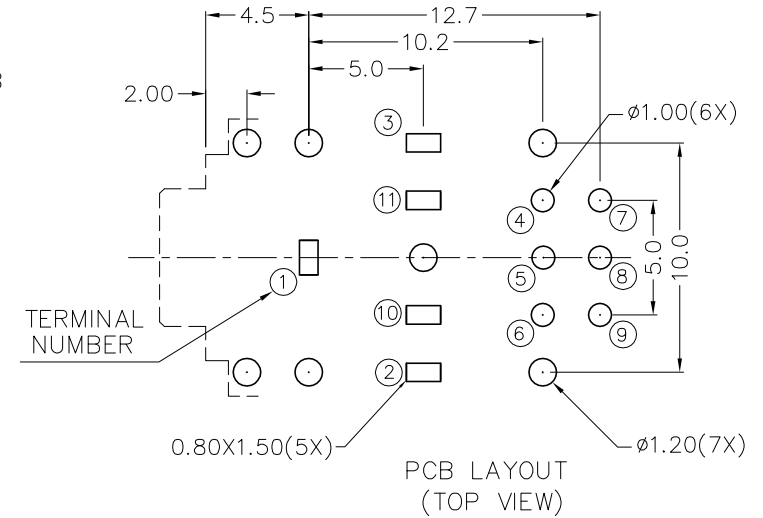 4.5
12.7
10.2
5.0
2.00
3
ø1.00(6X)
3
11
4
7
5
8
5.0
10.0
1
TERMINAL
NUMBER
10
6
9
2
0.80X1.50(5X)
ø1.20(7X)
PCB LAYOUT
(TOP VIEW)